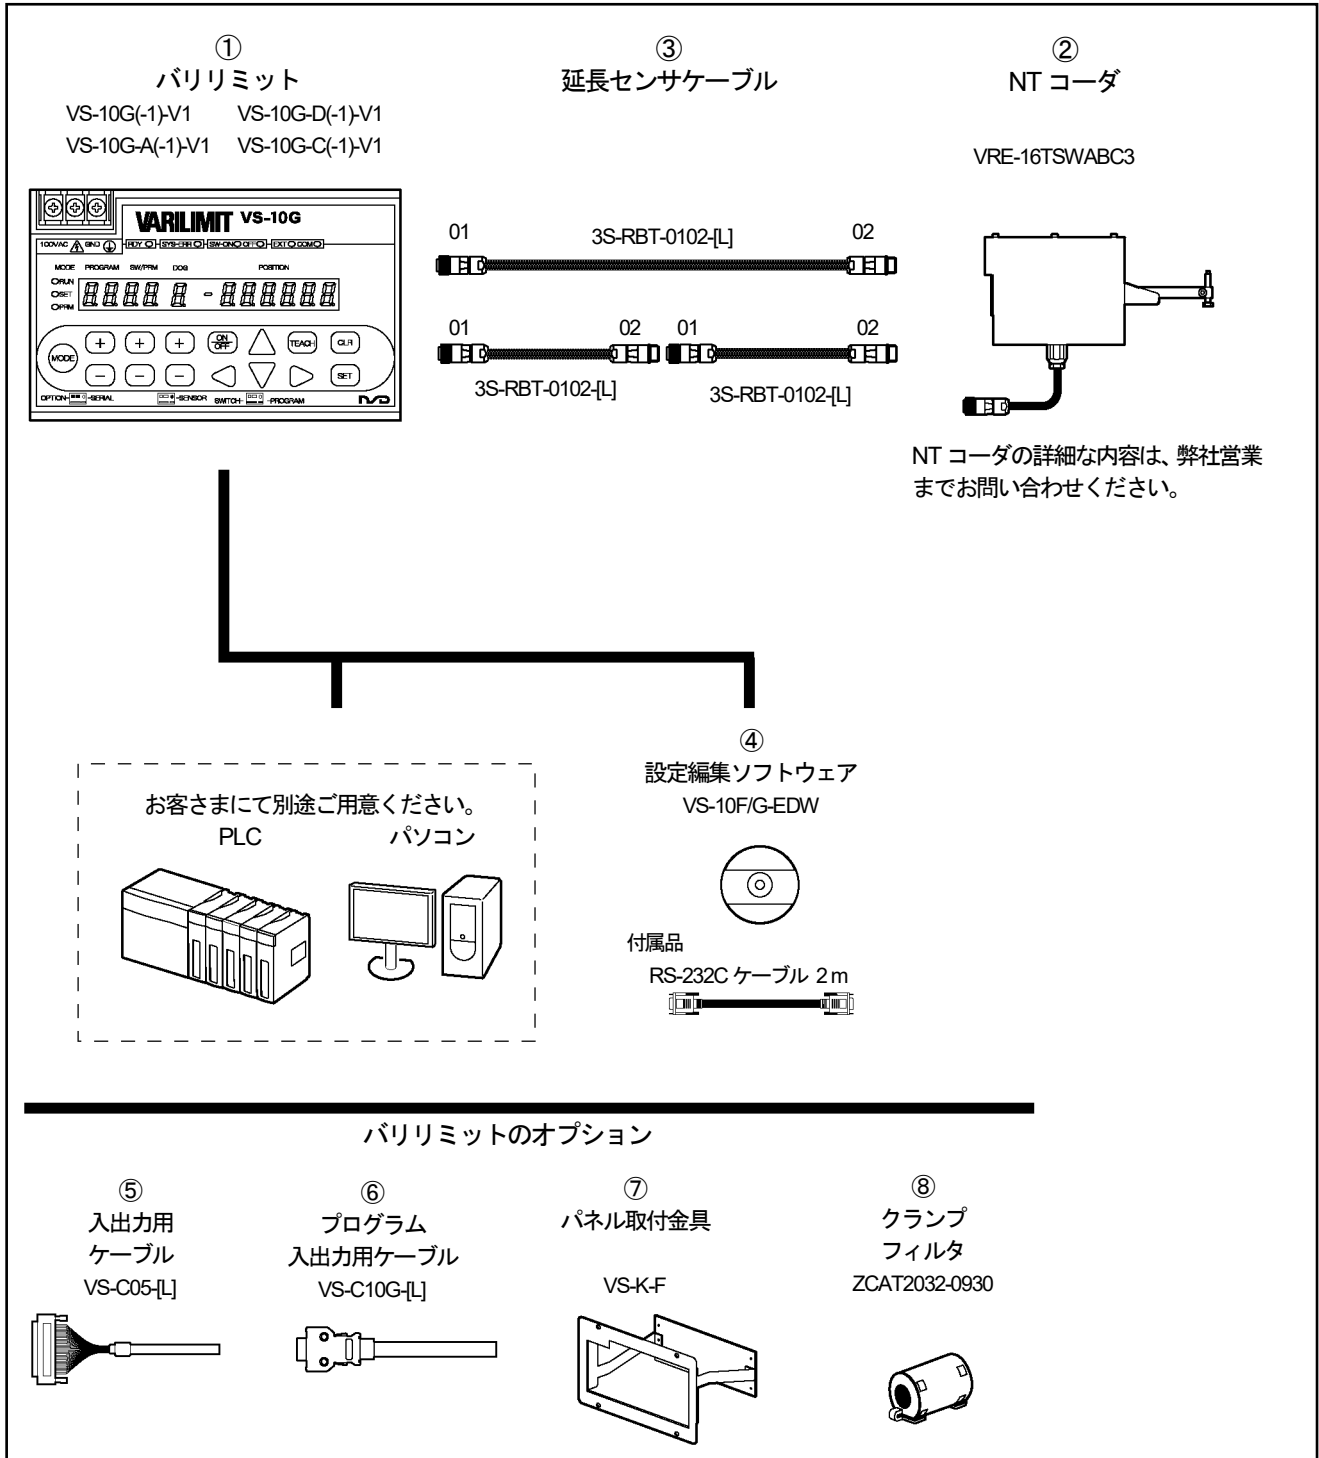 ①
バリリミット
VS-10G(-1)-V1 VS-10G-D(-1)-V1
VS-10G-A(-1)-V1 VS-10G-C(-1)-V1
VARILIMIT VS-10G
100VAC GND RDY SYS-ERR SW-ON OFF EXT COM
MODE PROGRAM SW/PRM DOG POSITION
RUN
SET
PRM
8888 8 -888888
MODE + + + ON/OFF TEACH CLR
- - - SET
OPTION- -SERIAL -SENSOR SWITCH- -PROGRAM NSD
③
延長センサケーブル
01 3S-RBT-0102-[L] 02
01 02 01 02
3S-RBT-0102-[L] 3S-RBT-0102-[L]
②
NT コーダ
VRE-16TSWABC3
NT コーダの詳細な内容は、弊社営業
までお問い合わせください。
お客さまにて別途ご用意ください。
PLC パソコン
④
設定編集ソフトウェア
VS-10F/G-EDW
付属品
RS-232C ケーブル 2 m
バリリミットのオプション
⑤
入出力用
ケーブル
VS-C05-[L]
⑥
プログラム
入出力用ケーブル
VS-C10G-[L]
⑦
パネル取付金具
VS-K-F
⑧
クランプ
フィルタ
ZCAT2032-0930